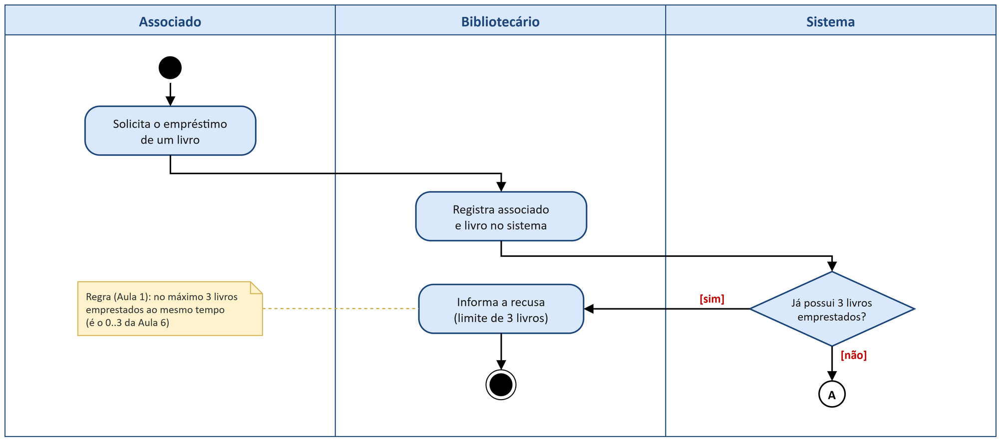 Associado
Bibliotecário
Sistema
Solicita o empréstimo
de um livro
Registra associado
e livro no sistema
Regra (Aula 1): no máximo 3 livros
emprestados ao mesmo tempo
(é o 0..3 da Aula 6)
Informa a recusa
(limite de 3 livros)
[sim]
Já possui 3 livros
emprestados?
[não]
A